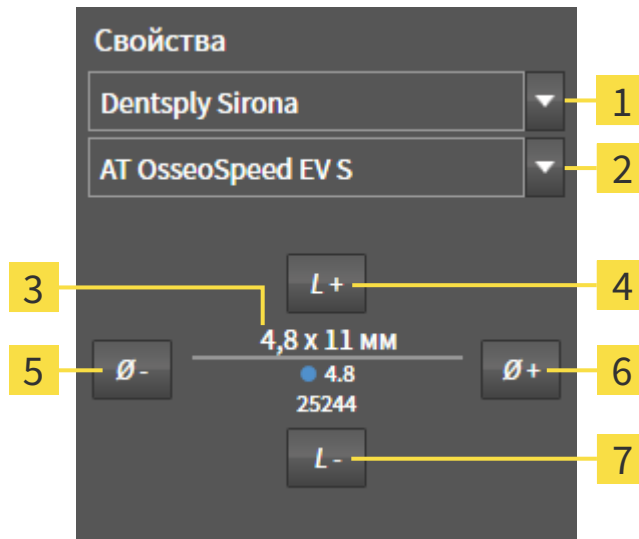 Свойства
Dentsply Sirona
1
AT OsseoSpeed EV S
2
L +
4
3
4,8 x 11 мм
5
Ø -
4.8
Ø +
6
25244
L -
7